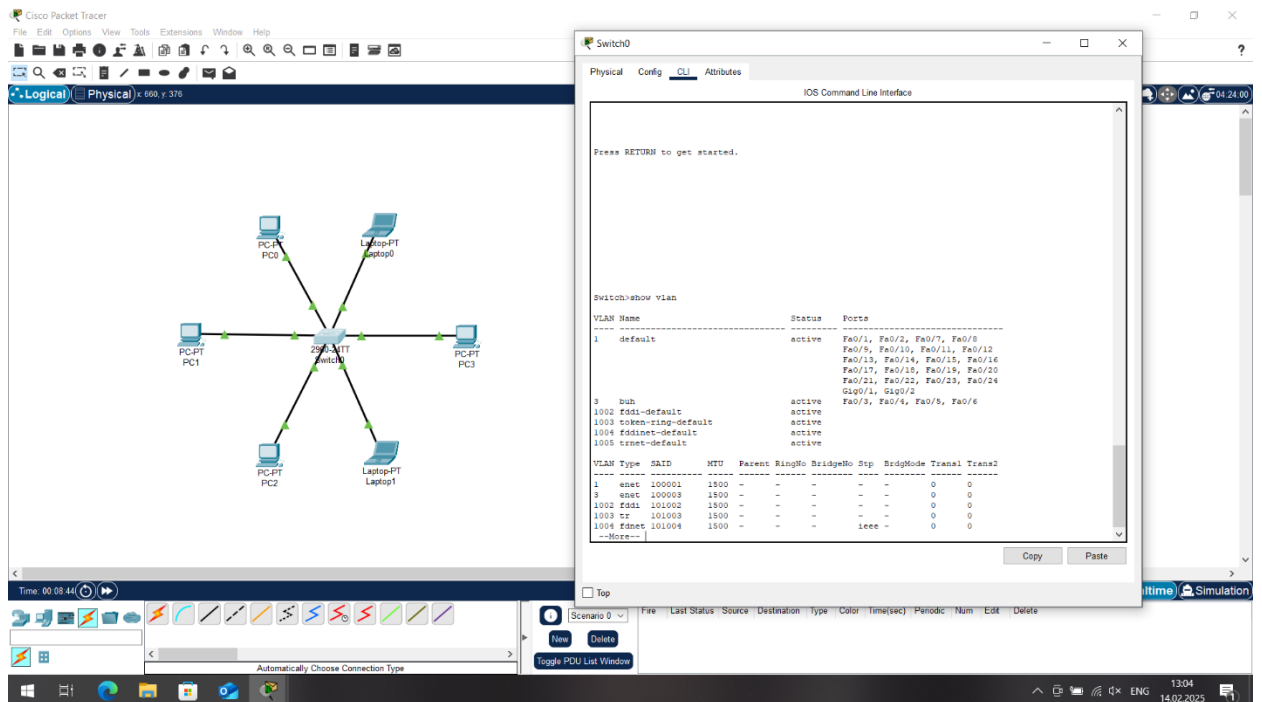 Cisco Packet Tracer
File Edit Options View Tools Extensions Window Help
Logical Physical x: 660, y: 376
04:24:00
PC-PT
PC0
Laptop-PT
Laptop0
PC-PT
PC1
2960-24TT
Switch0
PC-PT
PC3
PC-PT
PC2
Laptop-PT
Laptop1
Switch0
Physical Config CLI Attributes
IOS Command Line Interface
Press RETURN to get started.
Switch>show vlan
VLAN Name Status Ports
---- -------------------------------- --------- -------------------------------
1 default active Fa0/1, Fa0/2, Fa0/7, Fa0/8
Fa0/9, Fa0/10, Fa0/11, Fa0/12
Fa0/13, Fa0/14, Fa0/15, Fa0/16
Fa0/17, Fa0/18, Fa0/19, Fa0/20
Fa0/21, Fa0/22, Fa0/23, Fa0/24
Gig0/1, Gig0/2
3 buh active Fa0/3, Fa0/4, Fa0/5, Fa0/6
1002 fddi-default active
1003 token-ring-default active
1004 fddinet-default active
1005 trnet-default active
VLAN Type SAID MTU Parent RingNo BridgeNo Stp BrdgMode Trans1 Trans2
---- ----- ---------- ----- ------ ------ -------- ---- -------- ------ ------
1 enet 100001 1500 - - - - - 0 0
3 enet 100003 1500 - - - - - 0 0
1002 fddi 101002 1500 - - - - - 0 0
1003 tr 101003 1500 - - - - - 0 0
1004 fdnet 101004 1500 - - - ieee - 0 0
--More--
Copy Paste
Top
Time: 00:08:44
ltime Simulation
Scenario 0
New Delete
Toggle PDU List Window
Fire Last Status Source Destination Type Color Time(sec) Periodic Num Edit Delete
Automatically Choose Connection Type
ENG
13:04
14.02.2025